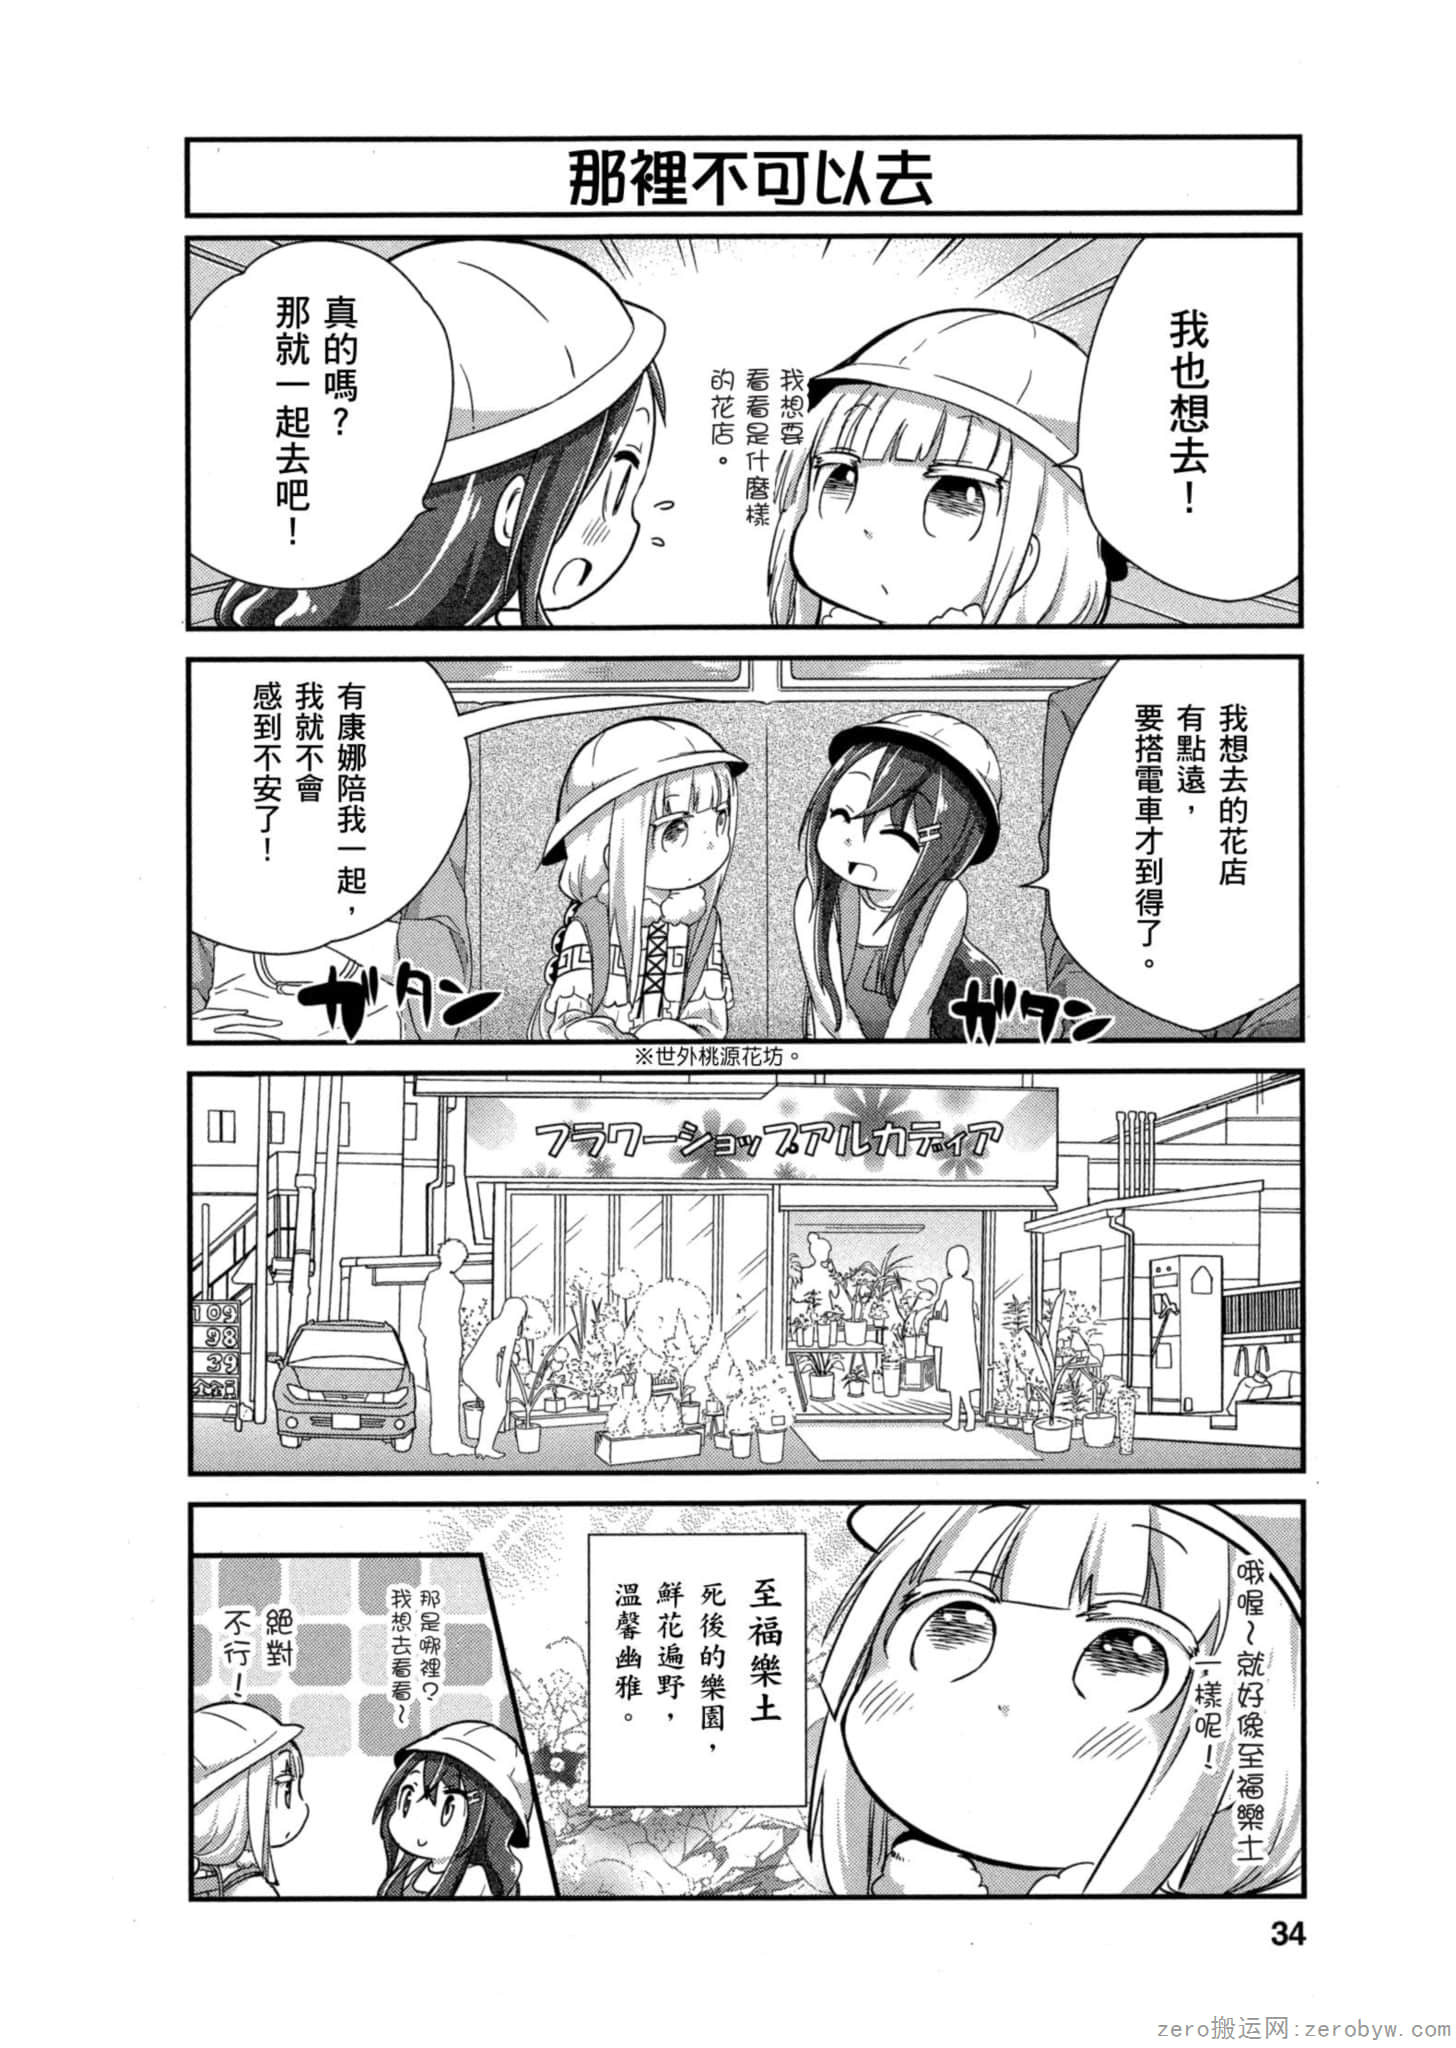 那裡不可以去
我也想去！
我想要
看看是什麼樣
的花店。
真的嗎？
那就一起去吧！
我想去的花店
有點遠，
要搭電車才到得了。
有康娜陪我一起，
我就不會
感到不安了！
ガタン
ガタン
※世外桃源花坊。
フラワーショップアルカディア
109
98
39
哦喔～就好像至福樂土
一樣呢！
至福樂土
死後的樂園，
鮮花遍野，
溫馨幽雅。
那是哪裡？
我想去看看～
絕對
不行！
34
zero搬运网:zerobyw.com